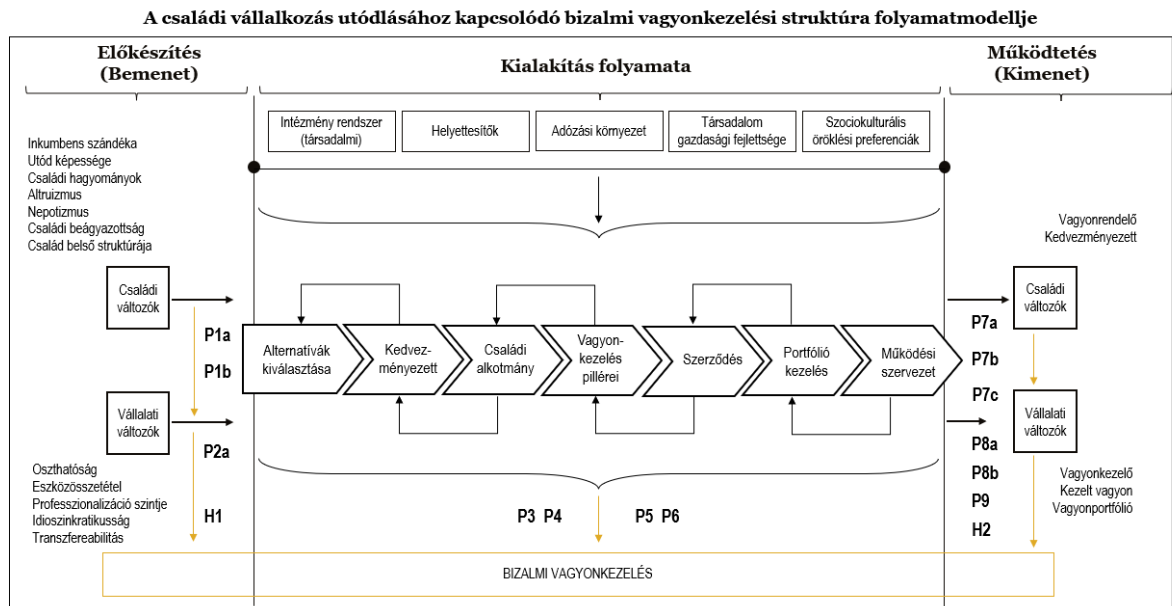 A családi vállalkozás utódlásához kapcsolódó bizalmi vagyonkezelési struktúra folyamatmodellje
Előkészítés
(Bemenet)
Kialakítás folyamata
Működtetés
(Kimenet)
Intézmény rendszer
(társadalmi)
Helyettesítők
Adózási környezet
Társadalom
gazdasági fejlettsége
Szociokulturális
öröklési preferenciák
Inkumbens szándéka
Utód képessége
Családi hagyományok
Altruizmus
Nepotizmus
Családi beágyazottság
Család belső struktúrája
Vagyonrendelő
Kedvezményezett
Családi
változók
P1a
P1b
Vállalati
változók
P2a
Oszthatóság
Eszközösszetétel
Professzionalizáció szintje
Idioszinkratikusság
Transzfereabilitás
H1
Alternatívák
kiválasztása
Kedvez-
ményezett
Családi
alkotmány
Vagyon-
kezelés
pillérei
Szerződés
Portfólió
kezelés
Működési
szervezet
P3 P4
P5 P6
Családi
változók
P7a
P7b
P7c
Vállalati
változók
P8a
P8b
P9
H2
Vagyonkezelő
Kezelt vagyon
Vagyonportfólió
BIZALMI VAGYONKEZELÉS